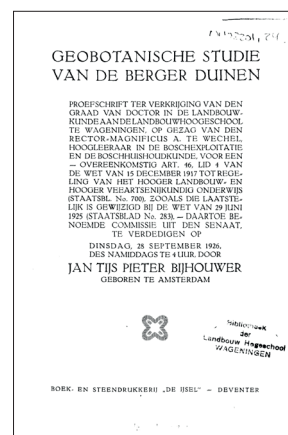 GEOBOTANISCHE STUDIE
VAN DE BERGER DUINEN
PROEFSCHRIFT TER VERKRIJGING VAN DEN
GRAAD VAN DOCTOR IN DE LANDBOUW-
KUNDE AAN DE LANDBOUWHOOGESCHOOL
TE WAGENINGEN, OP GEZAG VAN DEN
RECTOR-MAGNIFICUS A. TE WECHEL,
HOOGLEERAAR IN DE BOSCHEXPLOITATIE
EN DE BOSCHHUISHOUDKUNDE, VOOR EEN
— OVEREENKOMSTIG ART. 46, LID 4 VAN
DE WET VAN 15 DECEMBER 1917 TOT REGE-
LING VAN HET HOOGER LANDBOUW- EN
HOOGER VEEARTSENIJKUNDIG ONDERWIJS
(STAATSBL. No. 700), ZOOALS DIE LAATSTE-
LIJK IS GEWIJZIGD BIJ DE WET VAN 29 JUNI
1925 (STAATSBLAD No. 283), — DAARTOE BE-
NOEMDE COMMISSIE UIT DEN SENAAT,
TE VERDEDIGEN OP
DINSDAG, 28 SEPTEMBER 1926,
DES NAMIDDAGS TE 4 UUR, DOOR
JAN TIJS PIETER BIJHOUWER
GEBOREN TE AMSTERDAM
Bibliotheek
der
Landbouw Hogeschool
WAGENINGEN
BOEK- EN STEENDRUKKERIJ „DE IJSEL" – DEVENTER